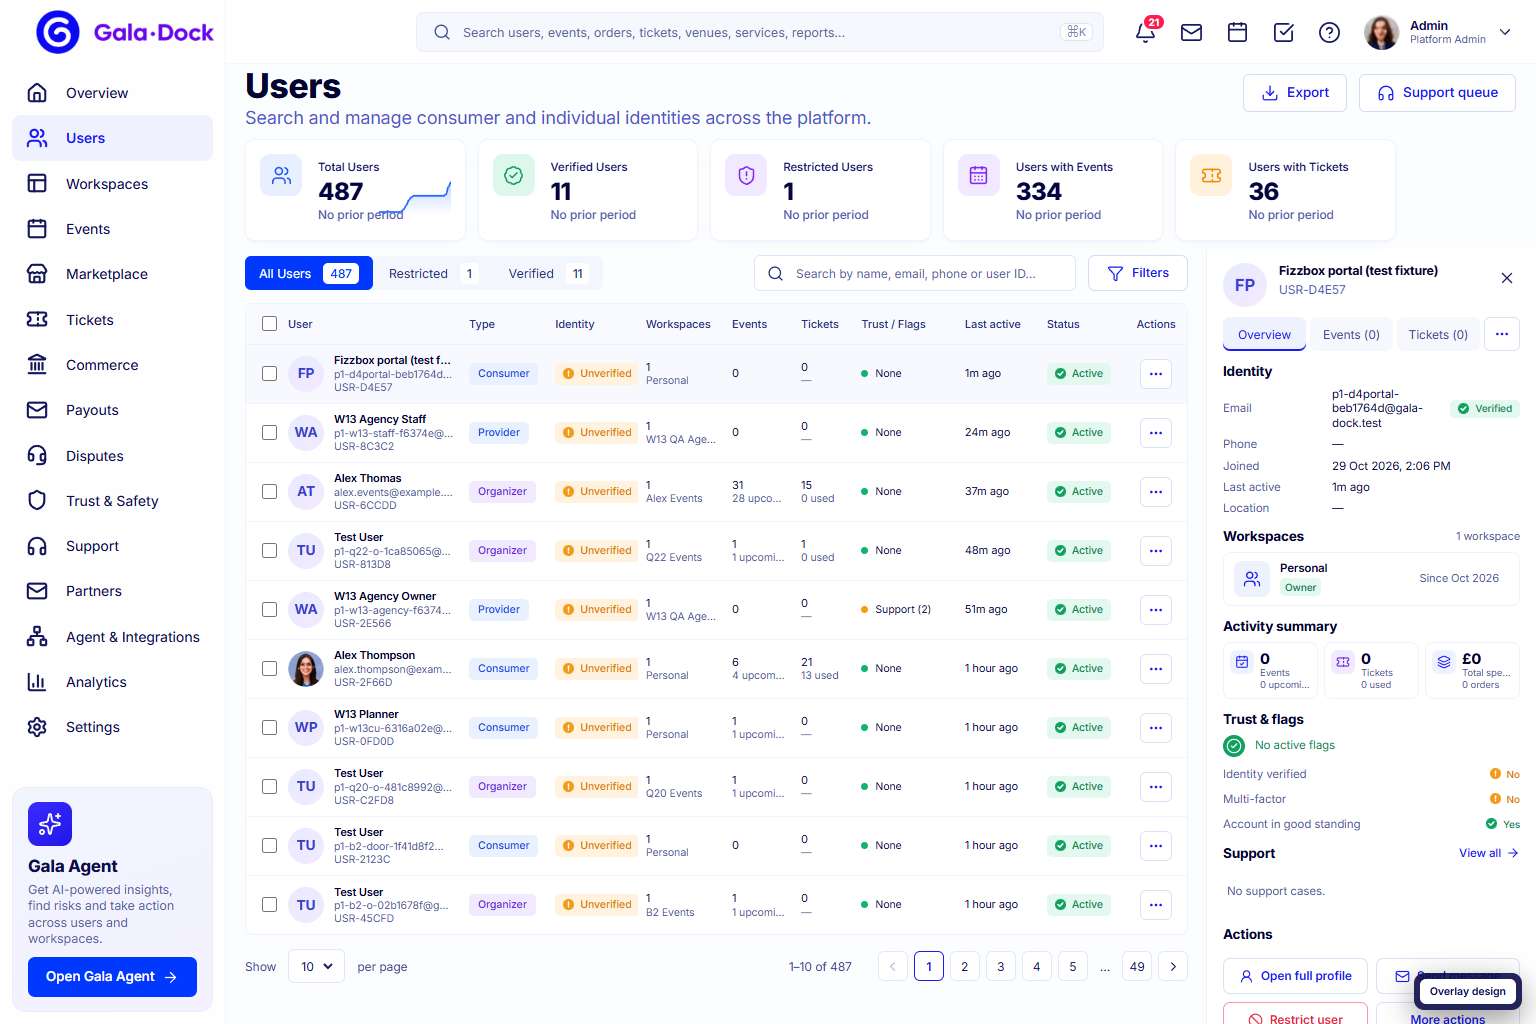 Gala·Dock
Search users, events, orders, tickets, venues, services, reports...
⌘K
21
Admin
Platform Admin
Overview
Users
Workspaces
Events
Marketplace
Tickets
Commerce
Payouts
Disputes
Trust & Safety
Support
Partners
Agent & Integrations
Analytics
Settings
Gala Agent
Get AI-powered insights,
find risks and take action
across users and
workspaces.
Open Gala Agent →
Users
Search and manage consumer and individual identities across the platform.
Export
Support queue
Total Users
487
No prior period
Verified Users
11
No prior period
Restricted Users
1
No prior period
Users with Events
334
No prior period
Users with Tickets
36
No prior period
All Users 487
Restricted 1
Verified 11
Search by name, email, phone or user ID...
Filters
User Type Identity Workspaces Events Tickets Trust / Flags Last active Status Actions
FP Fizzbox portal (test f... Consumer Unverified 1 0 0 None 1m ago Active ...
p1-d4portal-beb1764d... Personal —
USR-D4E57
WA W13 Agency Staff Provider Unverified 1 0 0 None 24m ago Active ...
p1-w13-staff-f6374e@... W13 QA Age... —
USR-8C3C2
AT Alex Thomas Organizer Unverified 1 31 15 None 37m ago Active ...
alex.events@example.... Alex Events 28 upco... 0 used
USR-6CCDD
TU Test User Organizer Unverified 1 1 1 None 48m ago Active ...
p1-q22-o-1ca85065@... Q22 Events 1 upcomi... 0 used
USR-813D8
WA W13 Agency Owner Provider Unverified 1 0 0 Support (2) 51m ago Active ...
p1-w13-agency-f6374... W13 QA Age... —
USR-2E566
Alex Thompson Consumer Unverified 1 6 21 None 1 hour ago Active ...
alex.thompson@exam... Personal 4 upcom... 13 used
USR-2F66D
WP W13 Planner Consumer Unverified 1 1 0 None 1 hour ago Active ...
p1-w13cu-6316a02e@... Personal 1 upcomi... —
USR-0FD0D
TU Test User Organizer Unverified 1 1 0 None 1 hour ago Active ...
p1-q20-o-481c8992@... Q20 Events 1 upcomi... —
USR-C2FD8
TU Test User Consumer Unverified 1 0 0 None 1 hour ago Active ...
p1-b2-door-1f41d8f2... Personal —
USR-2123C
TU Test User Organizer Unverified 1 1 0 None 1 hour ago Active ...
p1-b2-o-02b1678f@g... B2 Events 1 upcomi... —
USR-45CFD
Show 10 per page
1–10 of 487
< 1 2 3 4 5 ... 49 >
FP
Fizzbox portal (test fixture)
USR-D4E57
Overview
Events (0)
Tickets (0)
...
Identity
Email
p1-d4portal-
beb1764d@gala-
dock.test
Verified
Phone —
Joined 29 Oct 2026, 2:06 PM
Last active 1m ago
Location —
Workspaces 1 workspace
Personal
Owner
Since Oct 2026
Activity summary
0
Events
0 upcomi...
0
Tickets
0 used
£0
Total spe...
0 orders
Trust & flags
No active flags
Identity verified No
Multi-factor No
Account in good standing Yes
Support View all →
No support cases.
Actions
Open full profile
Overlay design
Restrict user
More actions